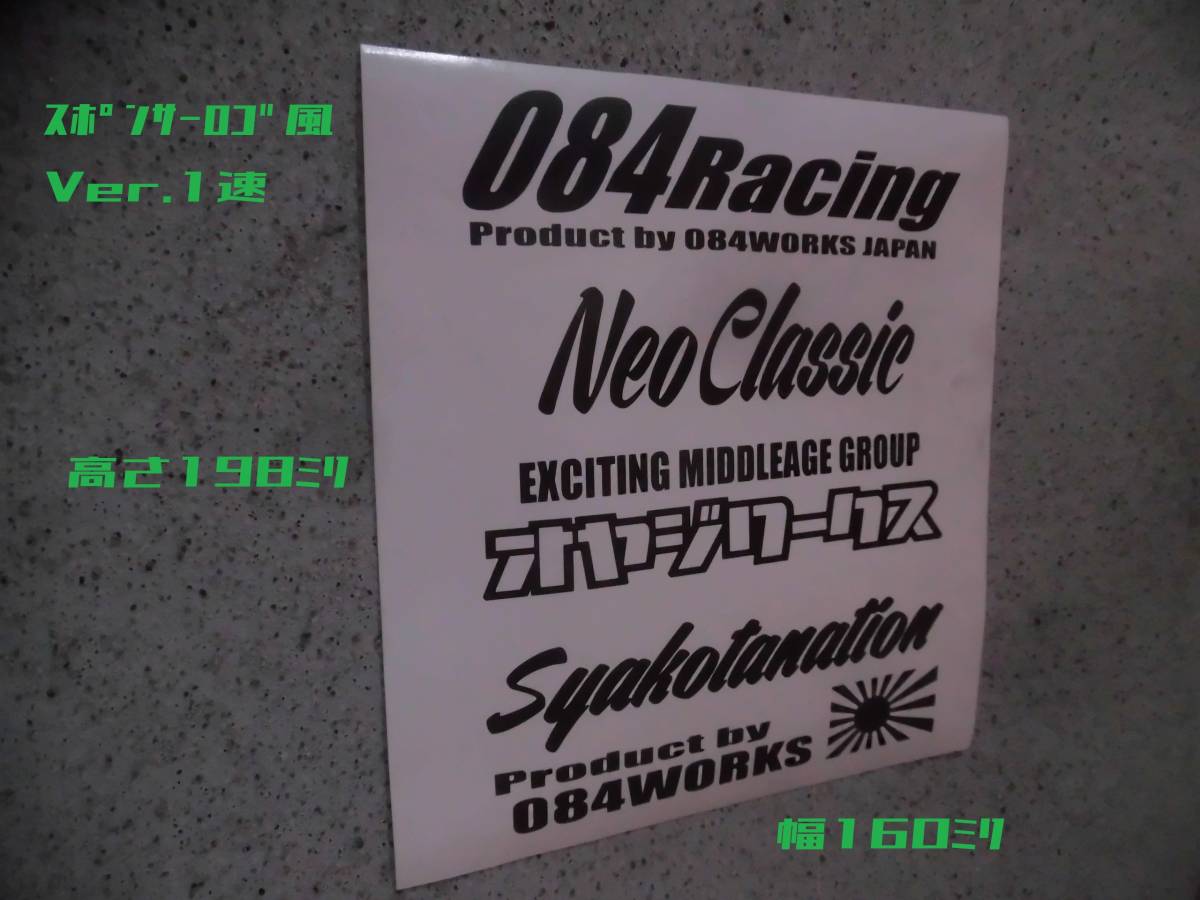 ｽﾎﾟﾝｻｰﾛｺﾞ風
Ver.1速
084Racing
Product by 084WORKS JAPAN
Neo Classic
EXCITING MIDDLEAGE GROUP
オヤジワークス
高さ198ﾐﾘ
Syakotanation
Product by
084WORKS
幅160ﾐﾘ